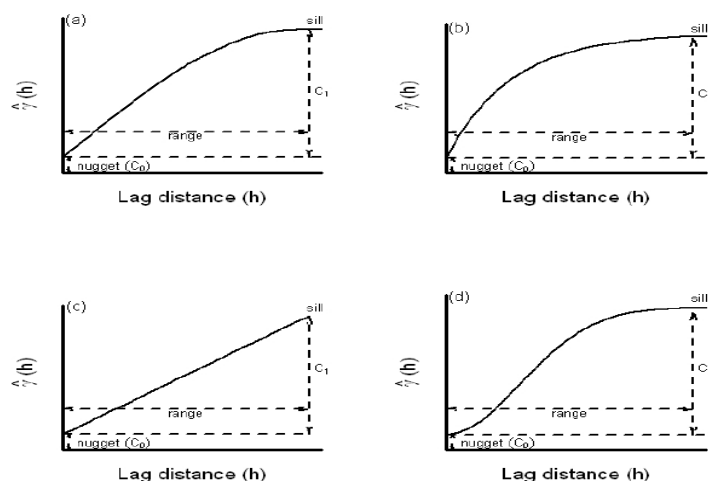 (a)
sill
γ̂ (h)
C₁
range
nugget (C₀)
Lag distance (h)
(b)
sill
γ̂ (h)
C
range
nugget (C₀)
Lag distance (h)
(c)
sill
γ̂ (h)
C₁
range
nugget (C₀)
Lag distance (h)
(d)
sill
γ̂ (h)
C
range
nugget (C₀)
Lag distance (h)